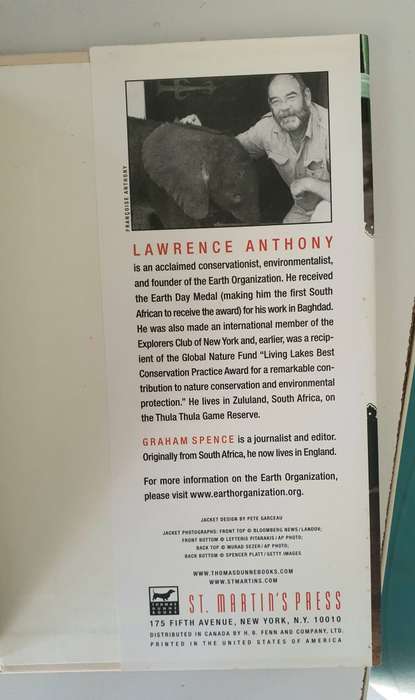 FRANÇOISE ANTHONY
LAWRENCE ANTHONY
is an acclaimed conservationist, environmentalist,
and founder of the Earth Organization. He received
the Earth Day Medal (making him the first South
African to receive the award) for his work in Baghdad.
He was also made an international member of the
Explorers Club of New York and, earlier, was a recip-
ient of the Global Nature Fund “Living Lakes Best
Conservation Practice Award for a remarkable con-
tribution to nature conservation and environmental
protection.” He lives in Zululand, South Africa, on
the Thula Thula Game Reserve.
GRAHAM SPENCE is a journalist and editor.
Originally from South Africa, he now lives in England.
For more information on the Earth Organization,
please visit www.earthorganization.org.
JACKET DESIGN BY PETE GARCEAU
JACKET PHOTOGRAPHS: FRONT TOP © BLOOMBERG NEWS/LANDOV;
FRONT BOTTOM © LEFTERIS PITARAKIS/AP PHOTO;
BACK TOP © MURAD SEZER/AP PHOTO;
BACK BOTTOM © SPENCER PLATT/GETTY IMAGES
WWW.THOMASDUNNEBOOKS.COM
WWW.STMARTINS.COM
THOMAS
DUNNE
BOOKS
ST. MARTIN'S PRESS
175 FIFTH AVENUE, NEW YORK, N.Y. 10010
DISTRIBUTED IN CANADA BY H. B. FENN AND COMPANY, LTD.
PRINTED IN THE UNITED STATES OF AMERICA